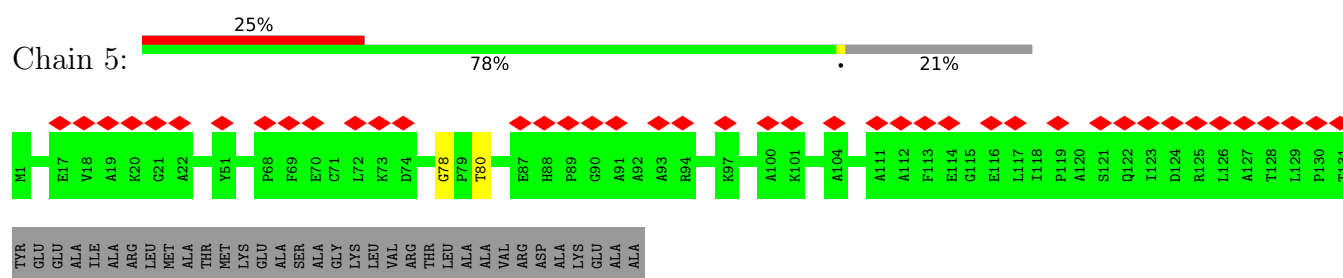 25%
Chain 5:
78%
•
21%
M1 E17 V18 A19 K20 G21 A22 Y51 P68 F69 E70 C71 L72 K73 D74 G78 P79 T80 E87 H88 P89 G90 A91 A92 A93 R94 K97 A100 K101 A104 A111 A112 F113 E114 G115 E116 L117 I118 P119 A120 S121 Q122 I123 D124 R125 L126 A127 T128 L129 P130 T131
TYR GLU GLU ALA ILE ALA ARG LEU MET ALA THR MET LYS GLU ALA SER ALA GLY LYS LEU VAL ARG THR LEU ALA ALA VAL ARG ASP ALA LYS GLU ALA ALA